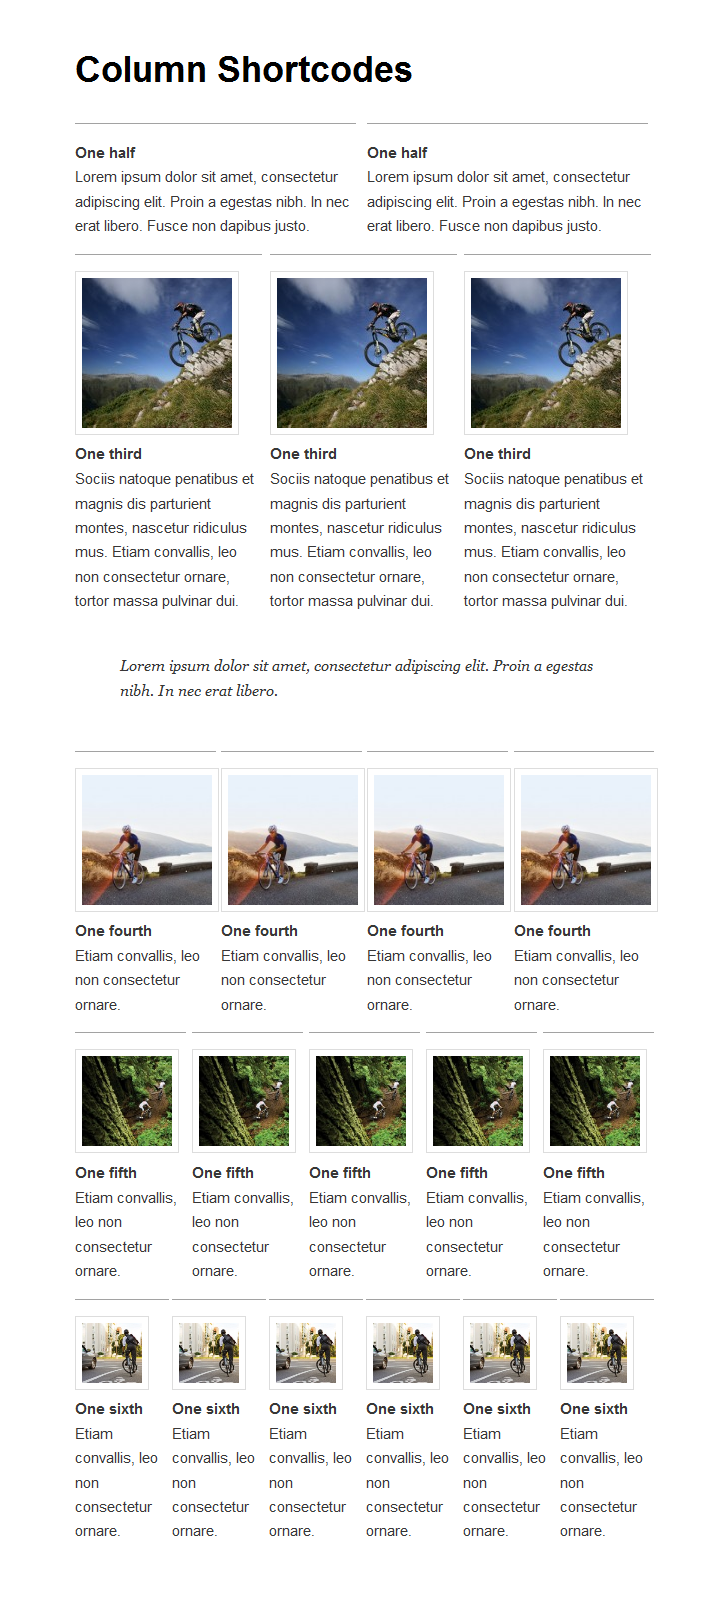 Column Shortcodes
One half
Lorem ipsum dolor sit amet, consectetur
adipiscing elit. Proin a egestas nibh. In nec
erat libero. Fusce non dapibus justo.
One half
Lorem ipsum dolor sit amet, consectetur
adipiscing elit. Proin a egestas nibh. In nec
erat libero. Fusce non dapibus justo.
One third
Sociis natoque penatibus et
magnis dis parturient
montes, nascetur ridiculus
mus. Etiam convallis, leo
non consectetur ornare,
tortor massa pulvinar dui.
One third
Sociis natoque penatibus et
magnis dis parturient
montes, nascetur ridiculus
mus. Etiam convallis, leo
non consectetur ornare,
tortor massa pulvinar dui.
One third
Sociis natoque penatibus et
magnis dis parturient
montes, nascetur ridiculus
mus. Etiam convallis, leo
non consectetur ornare,
tortor massa pulvinar dui.
Lorem ipsum dolor sit amet, consectetur adipiscing elit. Proin a egestas
nibh. In nec erat libero.
One fourth
Etiam convallis, leo
non consectetur
ornare.
One fourth
Etiam convallis, leo
non consectetur
ornare.
One fourth
Etiam convallis, leo
non consectetur
ornare.
One fourth
Etiam convallis, leo
non consectetur
ornare.
One fifth
Etiam convallis,
leo non
consectetur
ornare.
One fifth
Etiam convallis,
leo non
consectetur
ornare.
One fifth
Etiam convallis,
leo non
consectetur
ornare.
One fifth
Etiam convallis,
leo non
consectetur
ornare.
One fifth
Etiam convallis,
leo non
consectetur
ornare.
One sixth
Etiam
convallis, leo
non
consectetur
ornare.
One sixth
Etiam
convallis, leo
non
consectetur
ornare.
One sixth
Etiam
convallis, leo
non
consectetur
ornare.
One sixth
Etiam
convallis, leo
non
consectetur
ornare.
One sixth
Etiam
convallis, leo
non
consectetur
ornare.
One sixth
Etiam
convallis, leo
non
consectetur
ornare.